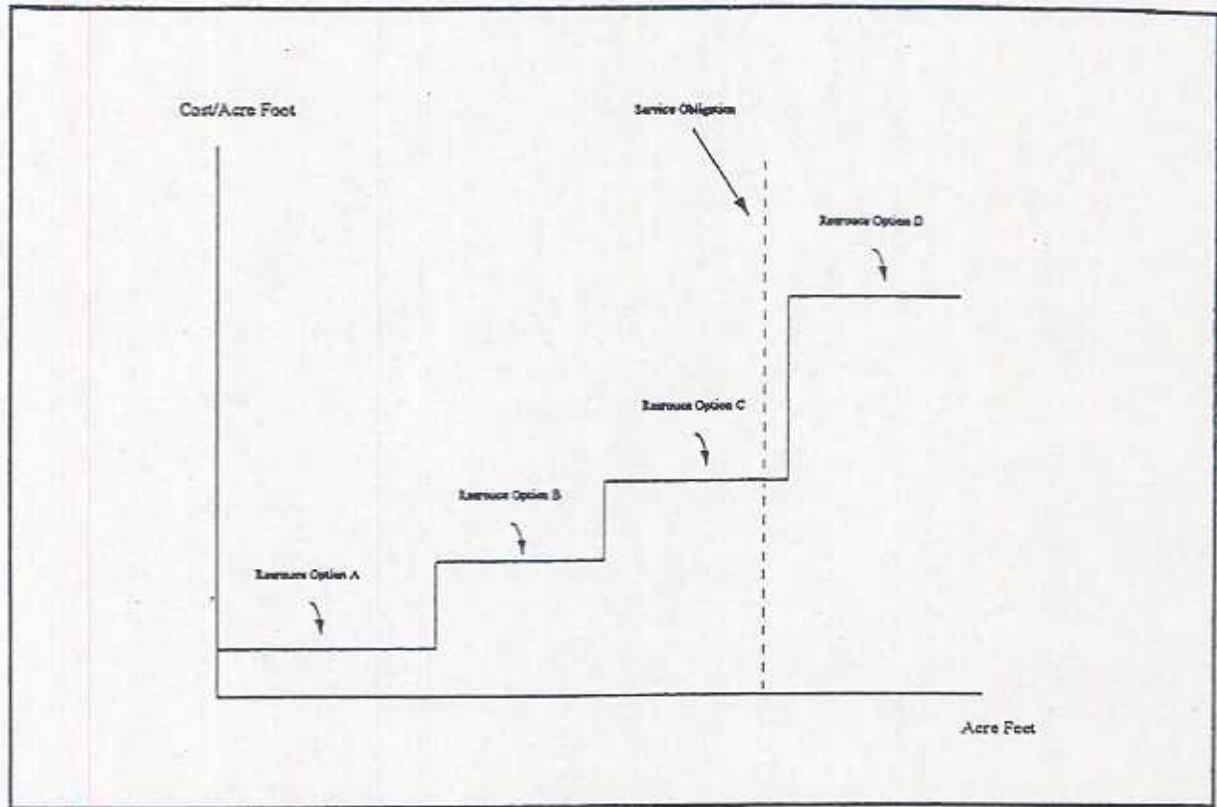 Cost/Acre Foot
Service Obligation
Resource Option D
Resource Option C
Resource Option B
Resource Option A
Acre Feet